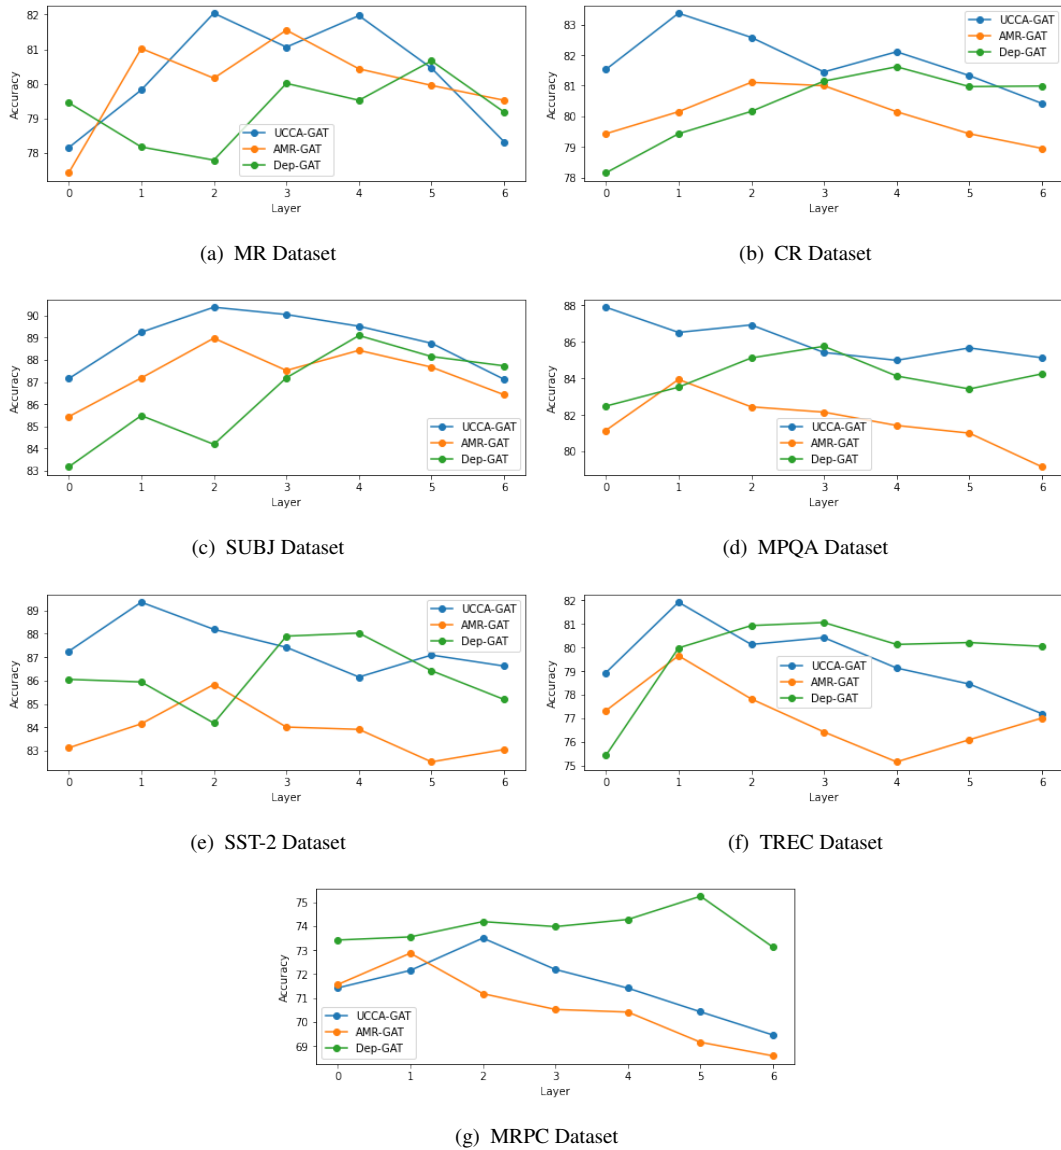 82
81
80
79
78
Accuracy
UCCA-GAT
AMR-GAT
Dep-GAT
0 1 2 3 4 5 6
Layer
(a) MR Dataset
83
82
81
80
79
78
Accuracy
UCCA-GAT
AMR-GAT
Dep-GAT
0 1 2 3 4 5 6
Layer
(b) CR Dataset
90
89
88
87
86
85
84
83
Accuracy
UCCA-GAT
AMR-GAT
Dep-GAT
0 1 2 3 4 5 6
Layer
(c) SUBJ Dataset
88
86
84
82
80
Accuracy
UCCA-GAT
AMR-GAT
Dep-GAT
0 1 2 3 4 5 6
Layer
(d) MPQA Dataset
89
88
87
86
85
84
83
Accuracy
UCCA-GAT
AMR-GAT
Dep-GAT
0 1 2 3 4 5 6
Layer
(e) SST-2 Dataset
82
81
80
79
78
77
76
75
Accuracy
UCCA-GAT
AMR-GAT
Dep-GAT
0 1 2 3 4 5 6
Layer
(f) TREC Dataset
75
74
73
72
71
70
69
Accuracy
UCCA-GAT
AMR-GAT
Dep-GAT
0 1 2 3 4 5 6
Layer
(g) MRPC Dataset